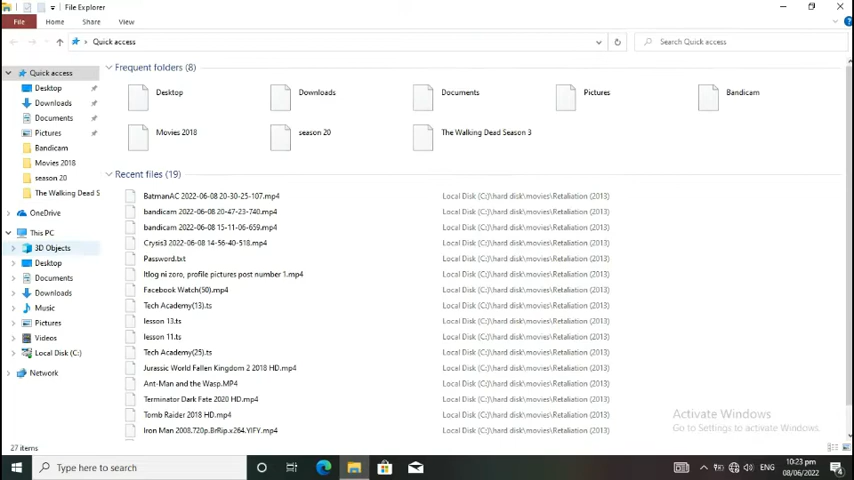 File Explorer
File Home Share View
Quick access
Search Quick access
Quick access
Desktop
Downloads
Documents
Pictures
Bandicam
Movies 2018
season 20
The Walking Dead S
OneDrive
This PC
3D Objects
Desktop
Documents
Downloads
Music
Pictures
Videos
Local Disk (C:)
Network
Frequent folders (8)
Desktop Downloads Documents Pictures Bandicam
Movies 2018 season 20 The Walking Dead Season 3
Recent files (19)
BatmanAC 2022-06-08 20-30-25-107.mp4 Local Disk (C:)\hard disk\movies\Retaliation (2013)
bandicam 2022-06-08 20-47-23-740.mp4 Local Disk (C:)\hard disk\movies\Retaliation (2013)
bandicam 2022-06-08 15-11-06-659.mp4 Local Disk (C:)\hard disk\movies\Retaliation (2013)
Crysis3 2022-06-08 14-56-40-518.mp4 Local Disk (C:)\hard disk\movies\Retaliation (2013)
Password.txt Local Disk (C:)\hard disk\movies\Retaliation (2013)
Itlog ni zoro, profile pictures post number 1.mp4 Local Disk (C:)\hard disk\movies\Retaliation (2013)
Facebook Watch(50).mp4 Local Disk (C:)\hard disk\movies\Retaliation (2013)
Tech Academy(13).ts Local Disk (C:)\hard disk\movies\Retaliation (2013)
lesson 13.ts Local Disk (C:)\hard disk\movies\Retaliation (2013)
lesson 11.ts Local Disk (C:)\hard disk\movies\Retaliation (2013)
Tech Academy(25).ts Local Disk (C:)\hard disk\movies\Retaliation (2013)
Jurassic World Fallen Kingdom 2 2018 HD.mp4 Local Disk (C:)\hard disk\movies\Retaliation (2013)
Ant-Man and the Wasp.MP4 Local Disk (C:)\hard disk\movies\Retaliation (2013)
Terminator Dark Fate 2020 HD.mp4 Local Disk (C:)\hard disk\movies\Retaliation (2013)
Tomb Raider 2018 HD.mp4 Local Disk (C:)\hard disk\movies\Retaliation (2013)
Iron Man 2008.720p.BrRip.x264.YIFY.mp4 Local Disk (C:)\hard disk\movies\Retaliation (2013)
Activate Windows
Go to Settings to activate Windows.
27 items
Type here to search
ENG
10:23 pm
08/06/2022
4